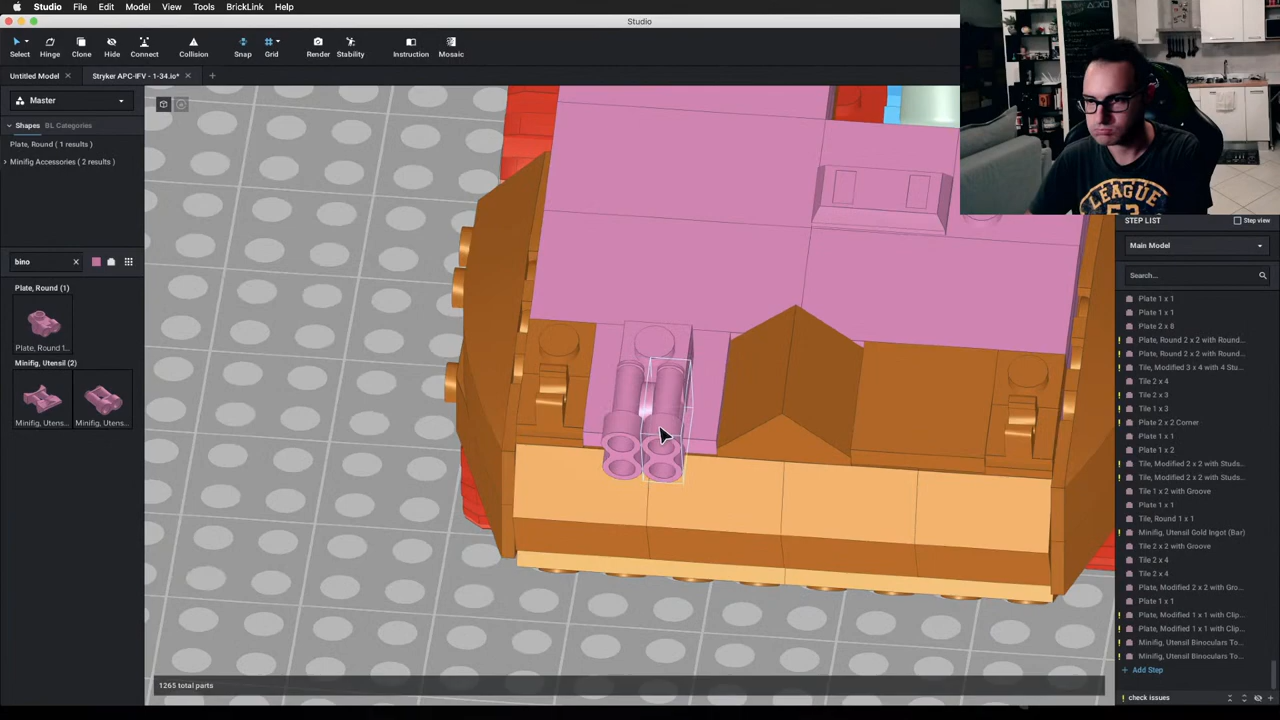 Studio File Edit Model View Tools BrickLink Help
Studio
Select Hinge Clone Hide Connect Collision Snap Grid Render Stability Instruction Mosaic
Untitled Model Stryker APC-IFV - 1-34.io*
Master
Shapes BL Categories
Plate, Round ( 1 results )
Minifig Accessories ( 2 results )
bino
Plate, Round (1)
Plate, Round 1...
Minifig, Utensil (2)
Minifig, Utens... Minifig, Utens...
1265 total parts
LEAGUE
53
STEP LIST Step view
Main Model
Search...
Plate 1 x 1
Plate 1 x 1
Plate 2 x 8
Plate, Round 2 x 2 with Round...
Plate, Round 2 x 2 with Round...
Tile, Modified 3 x 4 with 4 Stu...
Tile 2 x 4
Tile 2 x 3
Tile 1 x 3
Plate 2 x 2 Corner
Plate 1 x 1
Plate 1 x 2
Tile, Modified 2 x 2 with Studs...
Tile, Modified 2 x 2 with Studs...
Tile 1 x 2 with Groove
Plate 1 x 1
Tile, Round 1 x 1
Minifig, Utensil Gold Ingot (Bar)
Tile 2 x 2 with Groove
Tile 2 x 4
Tile 2 x 4
Plate, Modified 2 x 2 with Gro...
Plate 1 x 1
Plate, Modified 1 x 1 with Clip...
Plate, Modified 1 x 1 with Clip...
Minifig, Utensil Binoculars To...
Minifig, Utensil Binoculars To...
+ Add Step
! check issues